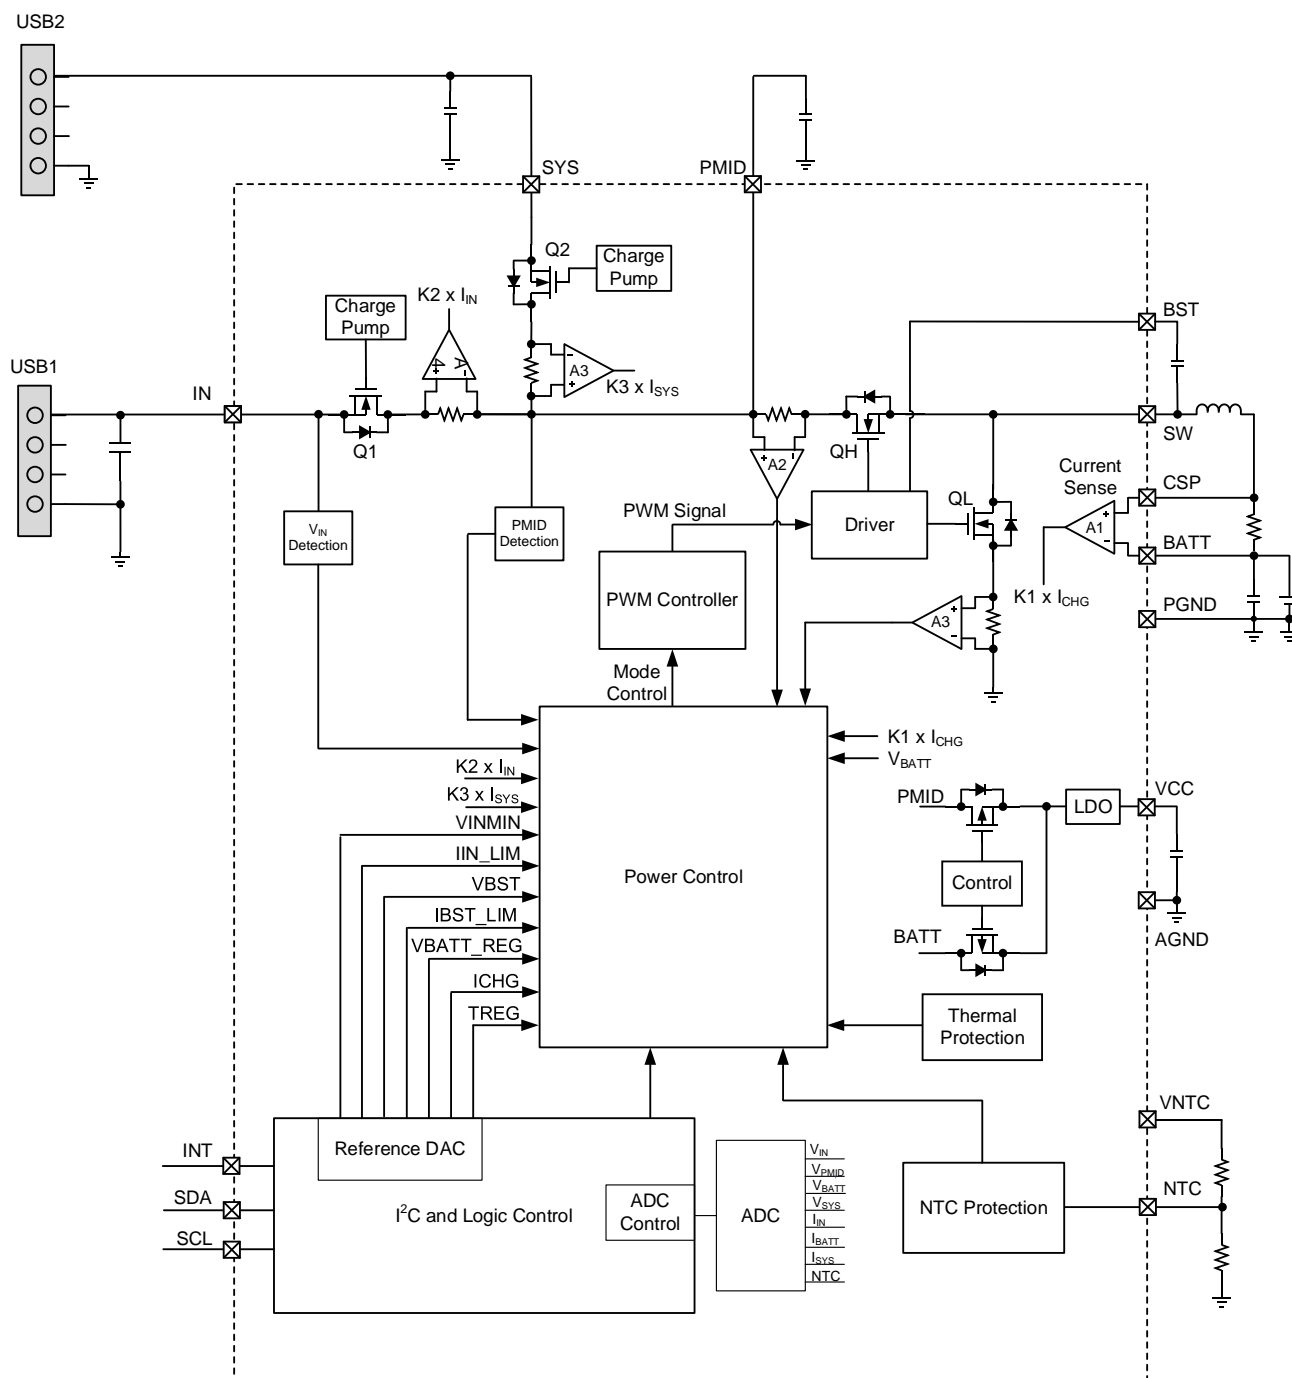 USB2
SYS
PMID
Q2
Charge
Pump
K2 x IIN
Charge
Pump
BST
USB1
A4
A3
K3 x ISYS
IN
SW
Q1
QH
A2
Current
Sense
CSP
QL
PWM Signal
VIN
Detection
PMID
Detection
Driver
A1
BATT
PWM Controller
K1 x ICHG
PGND
A3
Mode
Control
K1 x ICHG
VBATT
K2 x IIN
K3 x ISYS
PMID
LDO
VCC
VINMIN
IIN_LIM
Power Control
Control
VBST
IBST_LIM
BATT
AGND
VBATT_REG
ICHG
TREG
Thermal
Protection
VNTC
INT
Reference DAC
VIN
VPMID
VBATT
VSYS
IIN
IBATT
ISYS
NTC
SDA
I2C and Logic Control
ADC
Control
ADC
NTC Protection
NTC
SCL